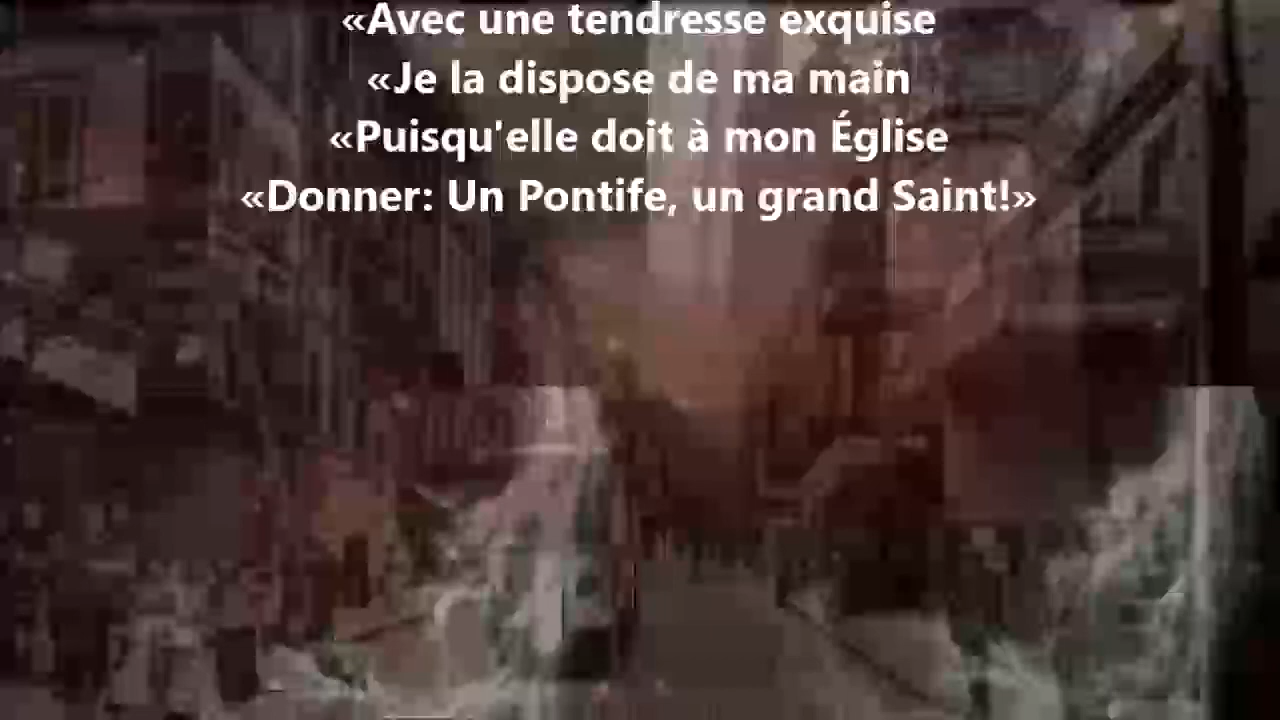 «Avec une tendresse exquise
«Je la dispose de ma main
«Puisqu'elle doit à mon Église
«Donner: Un Pontife, un grand Saint!»